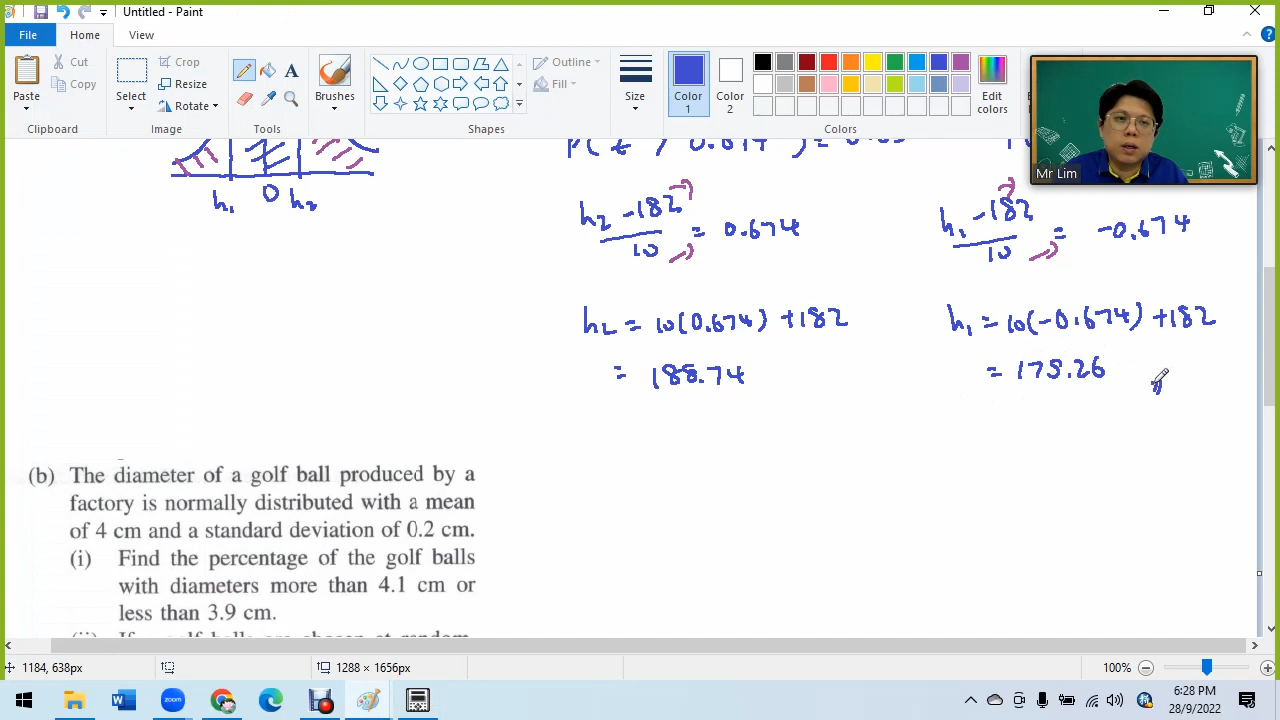 Untitled - Paint
File Home View
Paste Cut Copy Clipboard
Select Crop Resize Rotate Image
Tools
Brushes
Outline Fill Shapes
Size
Color 1 Color 2 Edit colors Colors
Mr Lim
h₁ 0 h₂
h₂ - 182 / 10 = 0.674
h₁ - 182 / 10 = -0.674
h₂ = 10(0.674) + 182
= 188.74
h₁ = 10(-0.674) + 182
= 175.26
(b) The diameter of a golf ball produced by a
factory is normally distributed with a mean
of 4 cm and a standard deviation of 0.2 cm.
(i) Find the percentage of the golf balls
with diameters more than 4.1 cm or
less than 3.9 cm.
1184, 638px
1288 × 1656px
100%
zoom
6:28 PM
28/9/2022